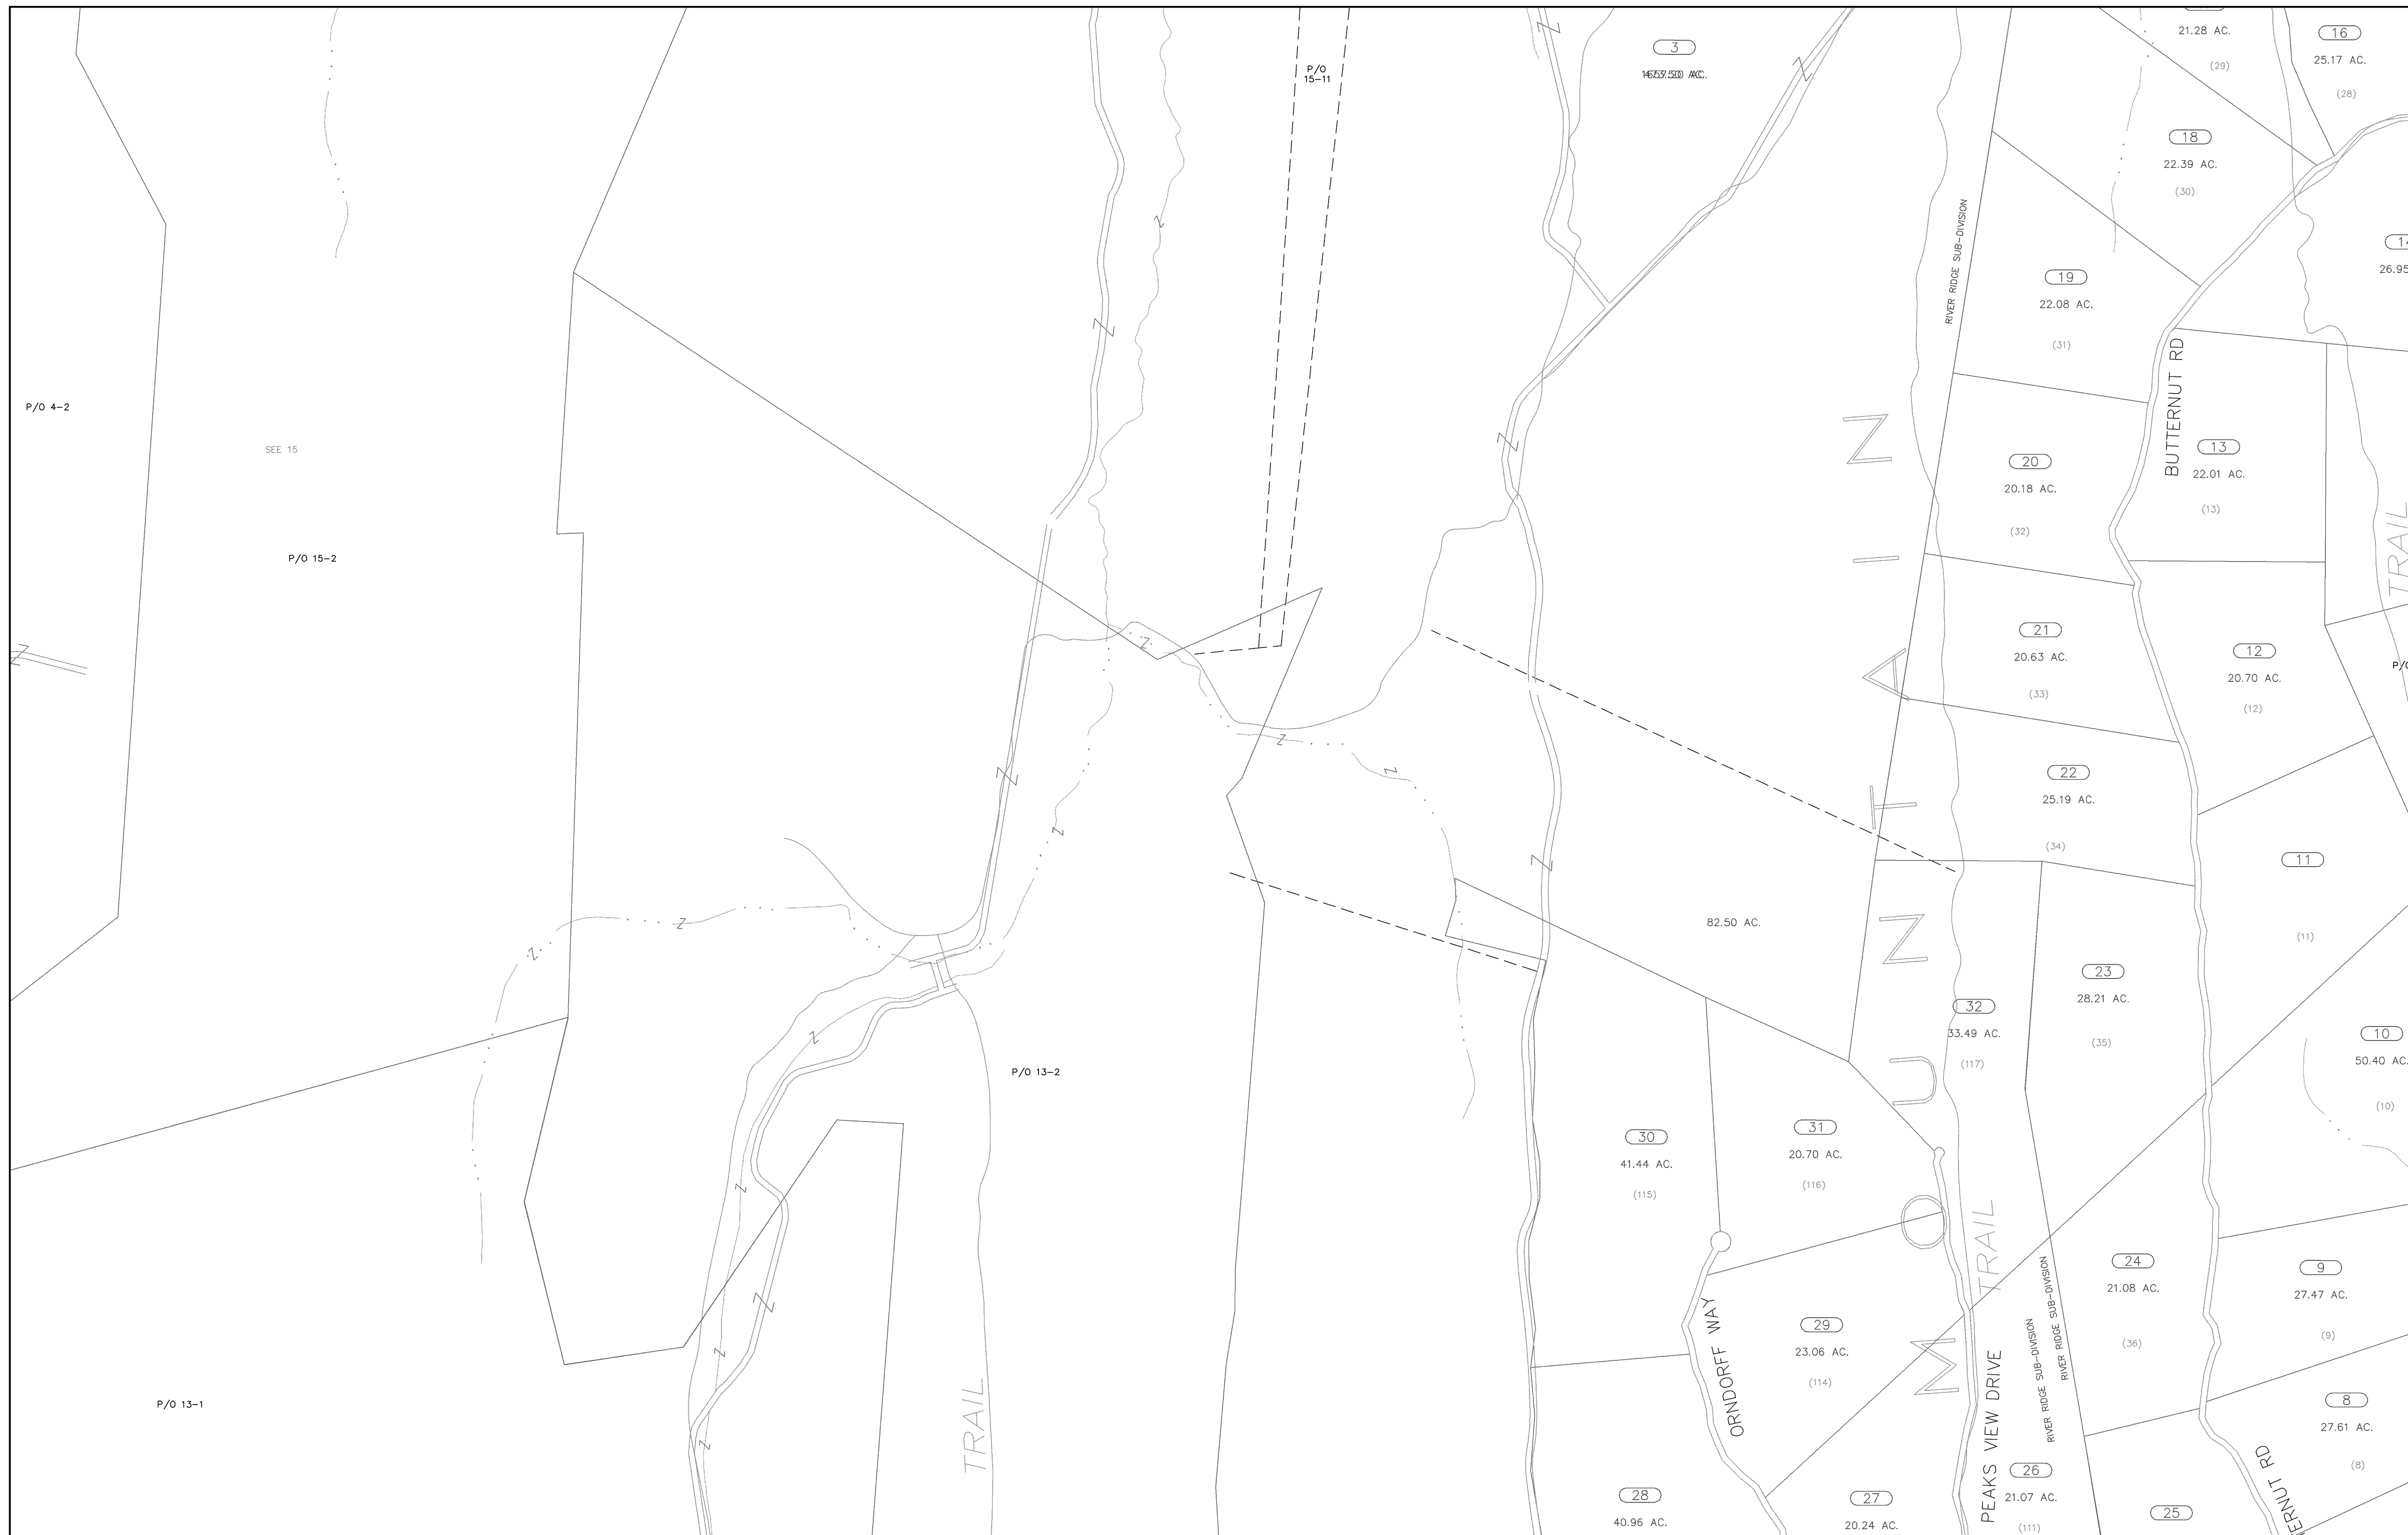 21.28 AC.
(29)
16
25.17 AC.
(28)
3
P/O
15-11
18
22.39 AC.
(30)
RIVER RIDGE SUB-DIVISION
19
22.08 AC.
(31)
26.95
BUTTERNUT RD
P/O 4-2
SEE 15
P/O 15-2
20
20.18 AC.
(32)
13
22.01 AC.
(13)
TRAIL
21
20.63 AC.
(33)
12
20.70 AC.
(12)
22
25.19 AC.
(34)
11
(11)
82.50 AC.
MOUNTAIN
23
28.21 AC.
(35)
32
33.49 AC.
(117)
10
50.40 AC.
(10)
P/O 13-2
30
41.44 AC.
(115)
31
20.70 AC.
(116)
TRAIL
24
21.08 AC.
(36)
9
27.47 AC.
(9)
RIVER RIDGE SUB-DIVISION
RIVER RIDGE SUB-DIVISION
29
23.06 AC.
(114)
ORNDORFF WAY
PEAKS VIEW DRIVE
P/O 13-1
TRAIL
8
27.61 AC.
(8)
28
40.96 AC.
27
20.24 AC.
26
21.07 AC.
(111)
25
ERNUT RD